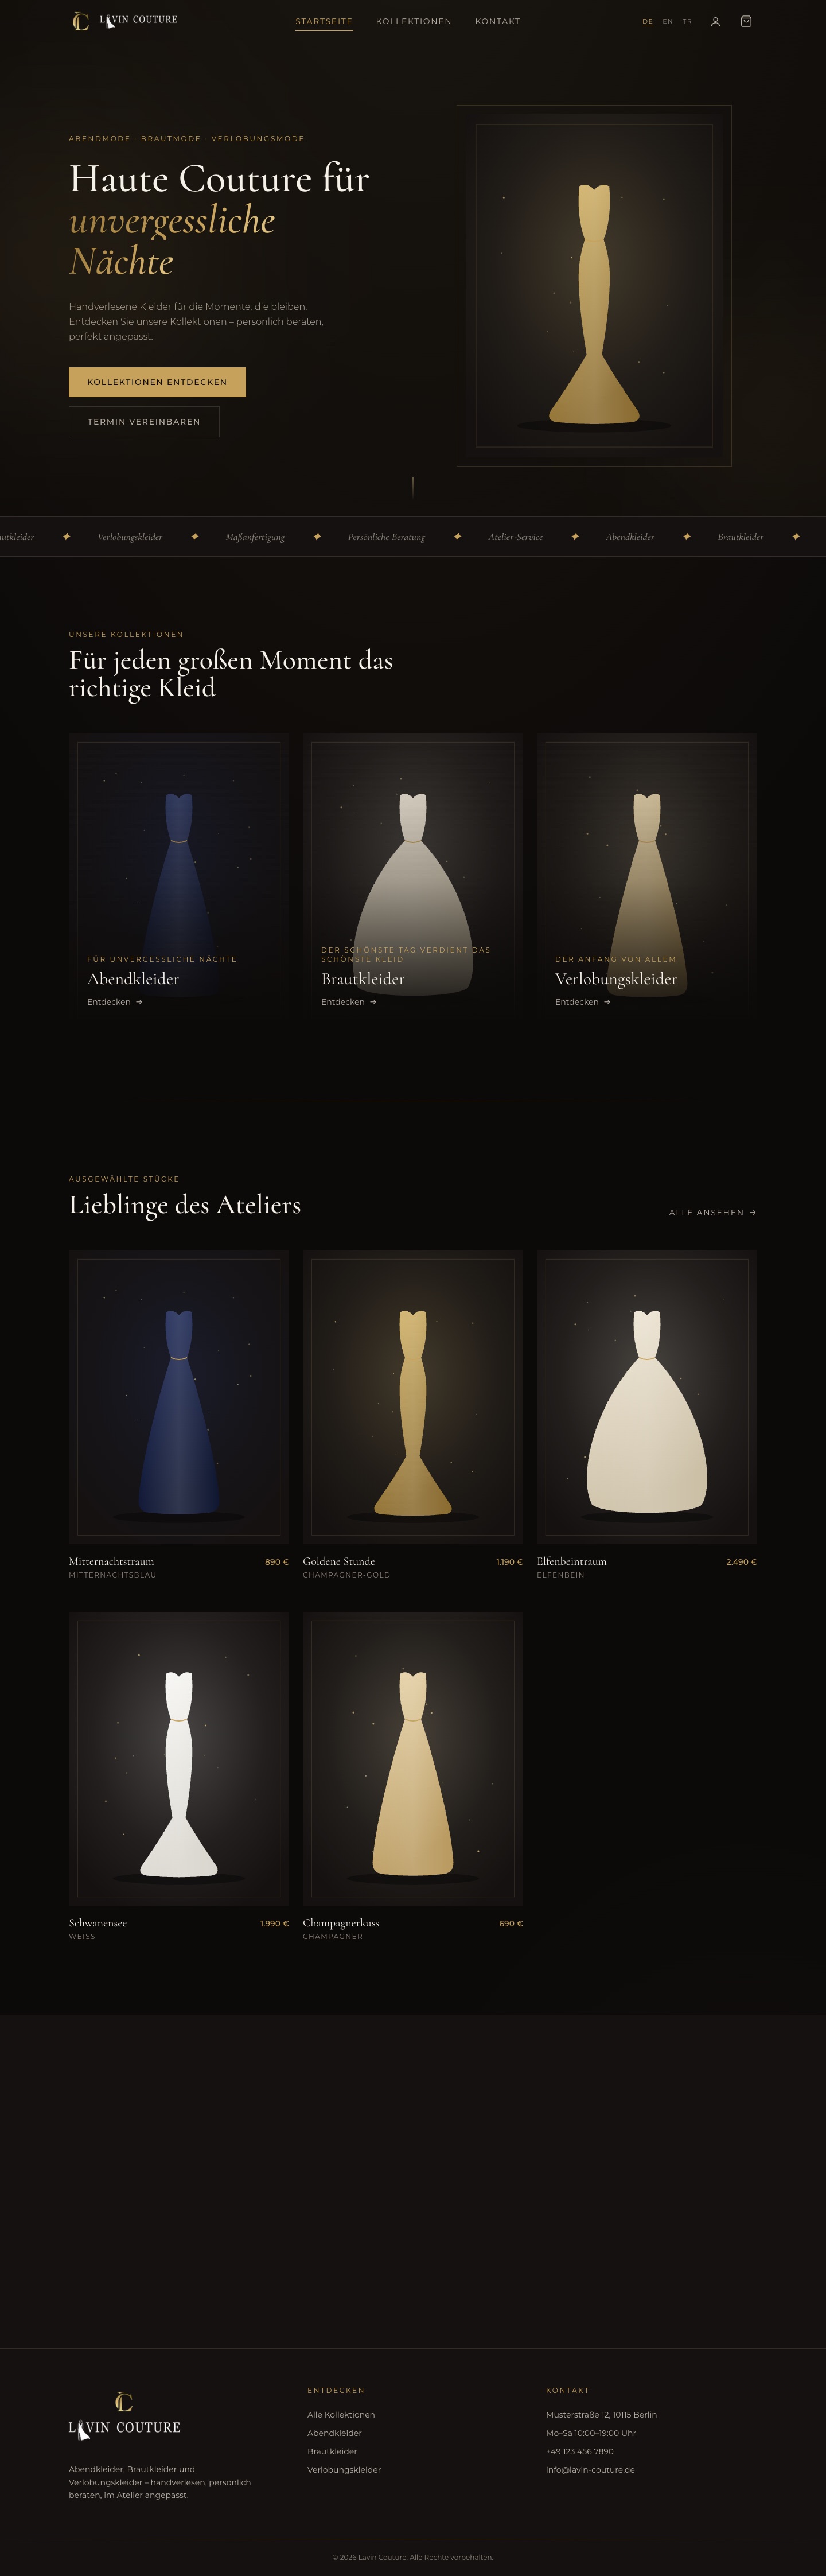 LAVIN COUTURE
STARTSEITE
KOLLEKTIONEN
KONTAKT
DE
EN
TR
ABENDMODE · BRAUTMODE · VERLOBUNGSMODE
Haute Couture für
unvergessliche
Nächte
Handverlesene Kleider für die Momente, die bleiben.
Entdecken Sie unsere Kollektionen – persönlich beraten,
perfekt angepasst.
KOLLEKTIONEN ENTDECKEN
TERMIN VEREINBAREN
utkleider ✦ Verlobungskleider ✦ Maßanfertigung ✦ Persönliche Beratung ✦ Atelier-Service ✦ Abendkleider ✦ Brautkleider ✦
UNSERE KOLLEKTIONEN
Für jeden großen Moment das
richtige Kleid
FÜR UNVERGESSLICHE NÄCHTE
Abendkleider
Entdecken →
DER SCHÖNSTE TAG VERDIENT DAS
SCHÖNSTE KLEID
Brautkleider
Entdecken →
DER ANFANG VON ALLEM
Verlobungskleider
Entdecken →
AUSGEWÄHLTE STÜCKE
Lieblinge des Ateliers
ALLE ANSEHEN →
Mitternachtstraum
890 €
MITTERNACHTSBLAU
Goldene Stunde
1.190 €
CHAMPAGNER-GOLD
Elfenbeintraum
2.490 €
ELFENBEIN
Schwanensee
1.990 €
WEISS
Champagnerkuss
690 €
CHAMPAGNER
LAVIN COUTURE
Abendkleider, Brautkleider und
Verlobungskleider – handverlesen, persönlich
beraten, im Atelier angepasst.
ENTDECKEN
Alle Kollektionen
Abendkleider
Brautkleider
Verlobungskleider
KONTAKT
Musterstraße 12, 10115 Berlin
Mo–Sa 10:00–19:00 Uhr
+49 123 456 7890
info@lavin-couture.de
© 2026 Lavin Couture. Alle Rechte vorbehalten.